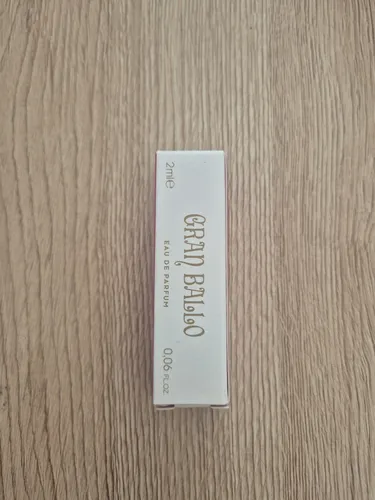 2ml℮
GRAN BALLO
EAU DE PARFUM
0.06 FL.OZ